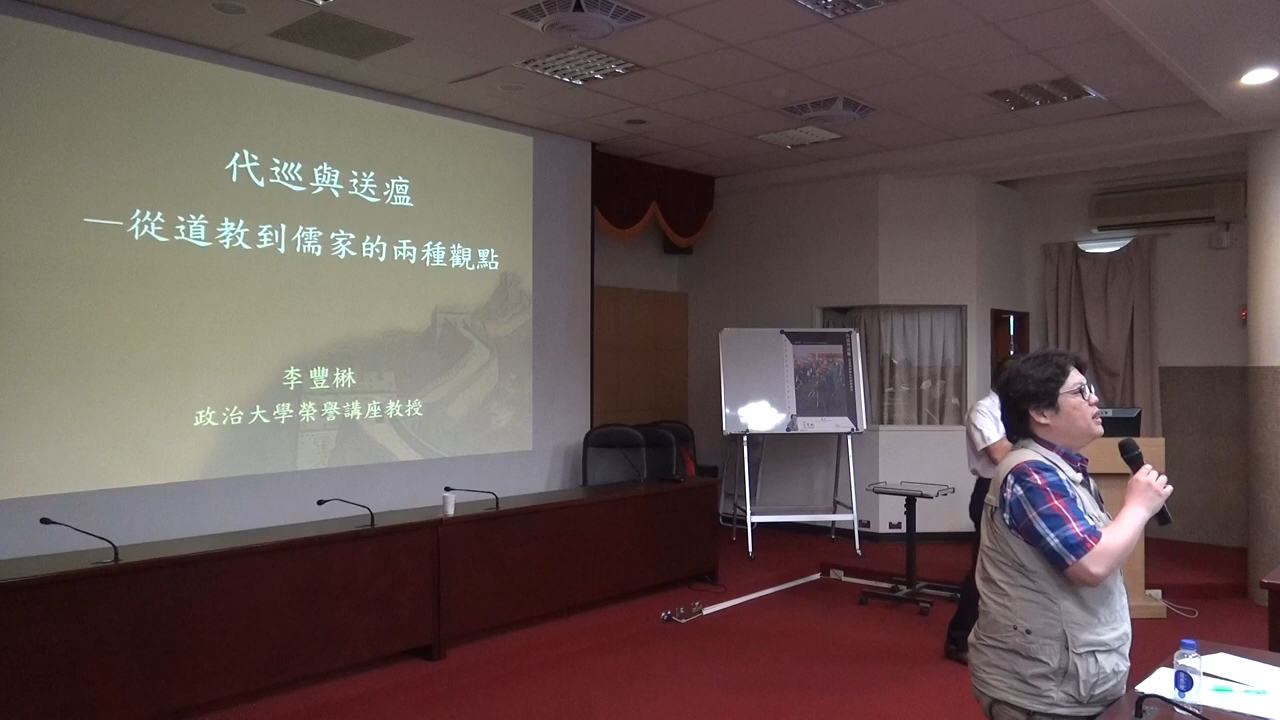 代巡與送瘟
—從道教到儒家的兩種觀點
李豐楙
政治大學榮譽講座教授